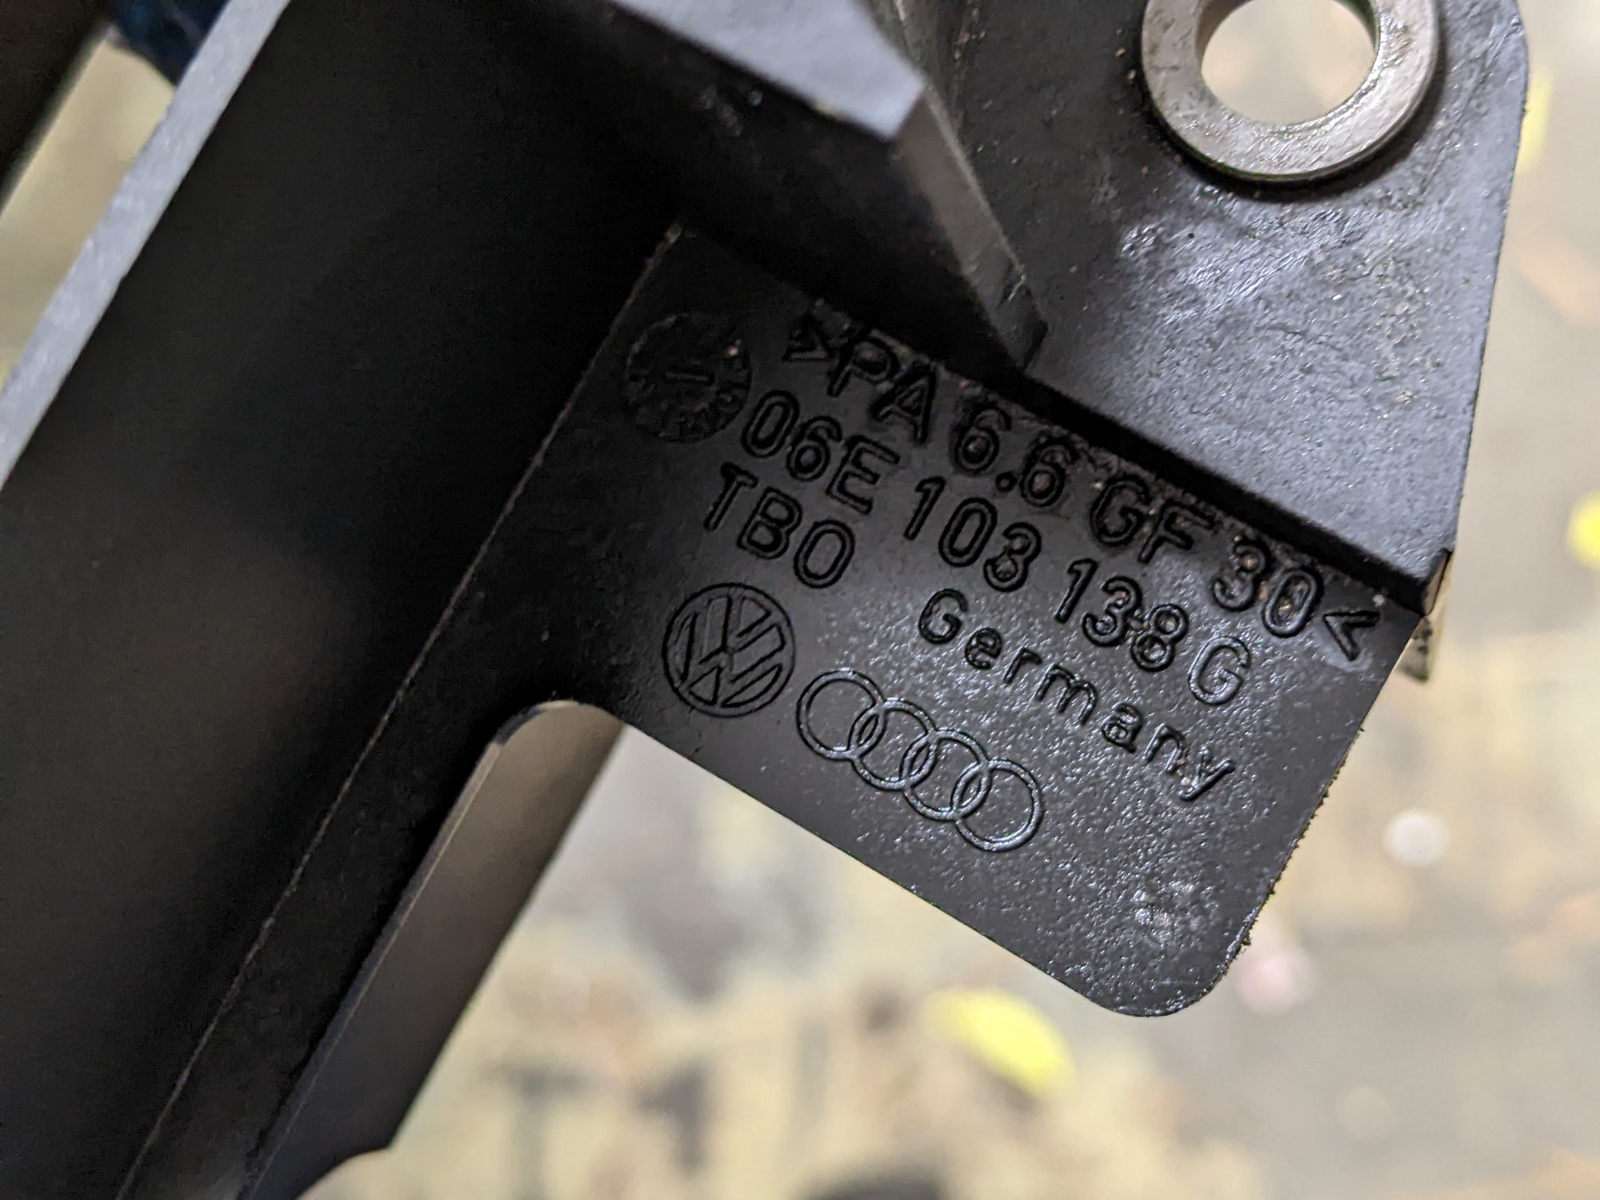 >PA 6.6 GF 30<
06E 103 138 G
TBO Germany